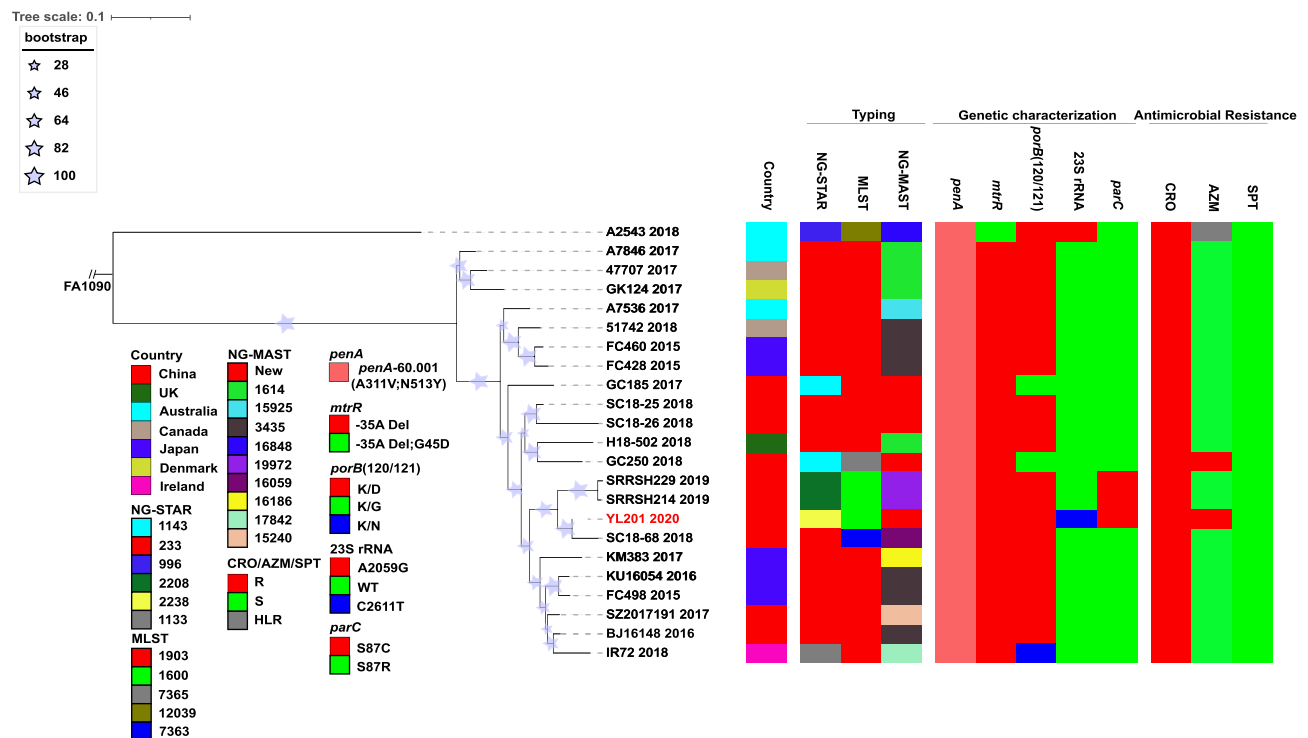 Tree scale: 0.1
bootstrap
28
46
64
82
100
Typing
Genetic characterization
Antimicrobial Resistance
Country
NG-STAR
MLST
NG-MAST
penA
mtrR
porB(120/121)
23S rRNA
parC
CRO
AZM
SPT
FA1090
A2543 2018
A7846 2017
47707 2017
GK124 2017
A7536 2017
51742 2018
FC460 2015
FC428 2015
GC185 2017
SC18-25 2018
SC18-26 2018
H18-502 2018
GC250 2018
SRRSH229 2019
SRRSH214 2019
YL201 2020
SC18-68 2018
KM383 2017
KU16054 2016
FC498 2015
SZ2017191 2017
BJ16148 2016
IR72 2018
Country
China
UK
Australia
Canada
Japan
Denmark
Ireland
NG-STAR
1143
233
996
2208
2238
1133
MLST
1903
1600
7365
12039
7363
NG-MAST
New
1614
15925
3435
16848
19972
16059
16186
17842
15240
CRO/AZM/SPT
R
S
HLR
penA
penA-60.001
(A311V;N513Y)
mtrR
-35A Del
-35A Del;G45D
porB(120/121)
K/D
K/G
K/N
23S rRNA
A2059G
WT
C2611T
parC
S87C
S87R